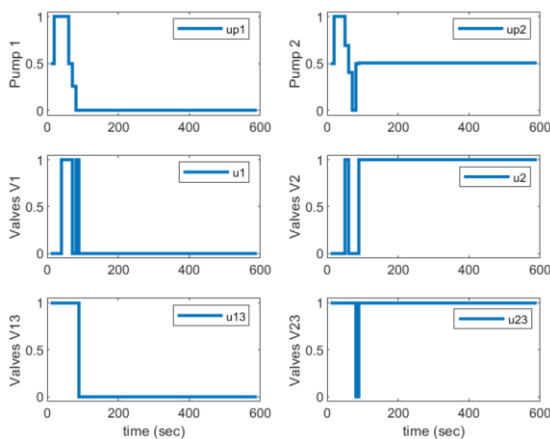 Pump 1
1
0.5
0
up1
0 200 400 600
Pump 2
1
0.5
0
up2
0 200 400 600
Valves V1
1
0.5
0
u1
0 200 400 600
Valves V2
1
0.5
0
u2
0 200 400 600
Valves V13
1
0.5
0
u13
0 200 400 600
time (sec)
Valves V23
1
0.5
0
u23
0 200 400 600
time (sec)